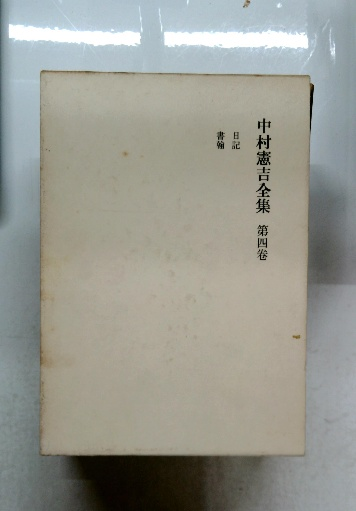 中村憲吉全集 第四巻
日記
書翰